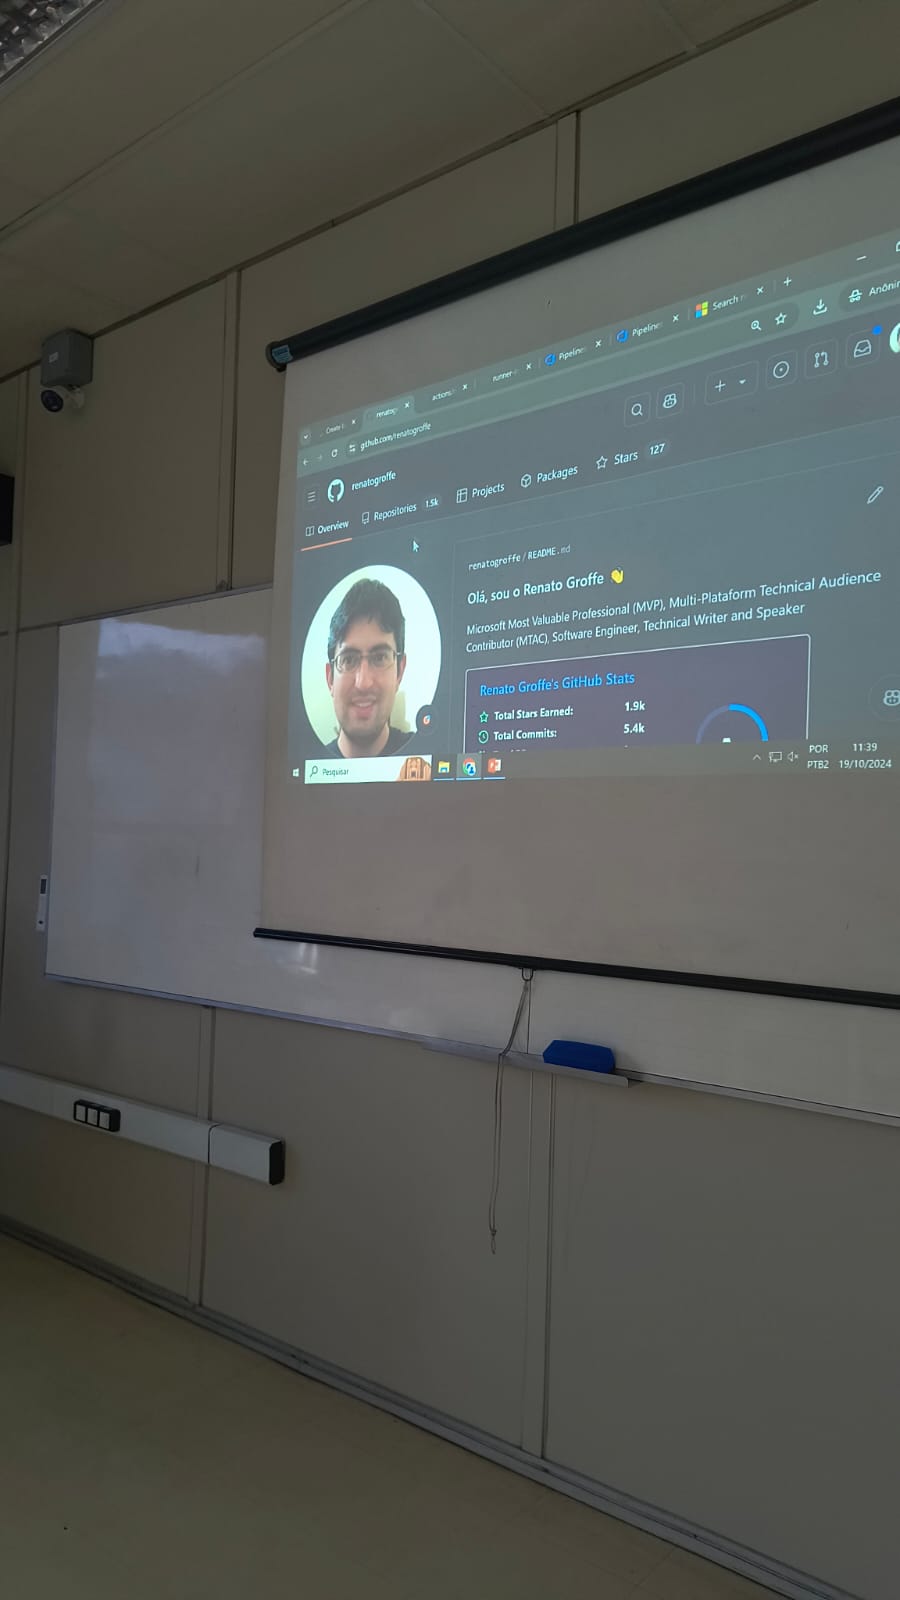 Create
renatog
actions/
runner-
Pipeline
Pipeline
Search
Anônim
github.com/renatogroffe
renatogroffe
Overview
Repositories 1.5k
Projects
Packages
Stars 127
renatogroffe / README.md
Olá, sou o Renato Groffe 👋
Microsoft Most Valuable Professional (MVP), Multi-Plataform Technical Audience
Contributor (MTAC), Software Engineer, Technical Writer and Speaker
Renato Groffe's GitHub Stats
Total Stars Earned: 1.9k
Total Commits: 5.4k
Pesquisar
POR
PTB2
11:39
19/10/2024